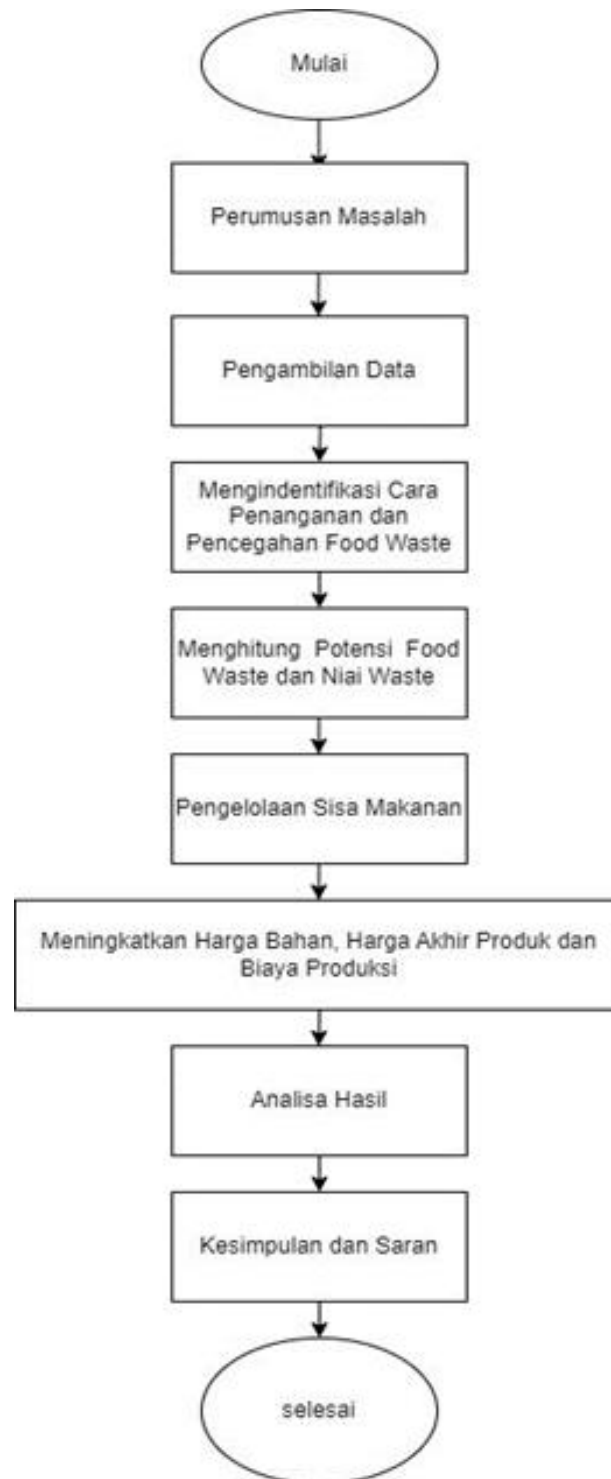 Mulai
Perumusan Masalah
Pengambilan Data
Mengindentifikasi Cara
Penanganan dan
Pencegahan Food Waste
Menghitung Potensi Food
Waste dan Niai Waste
Pengelolaan Sisa Makanan
Meningkatkan Harga Bahan, Harga Akhir Produk dan
Biaya Produksi
Analisa Hasil
Kesimpulan dan Saran
selesai